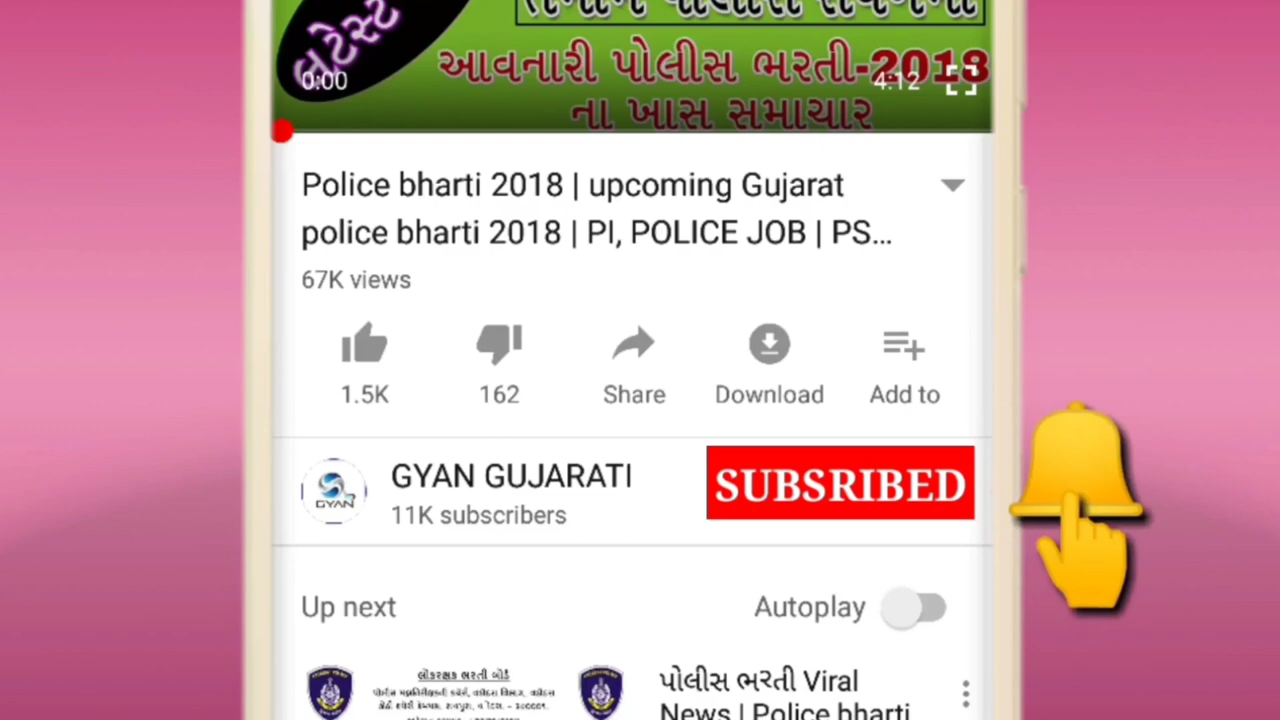 લેટેસ્ટ
આવનારી પોલીસ ભરતી-2018
0:00
4:12
ના ખાસ સમાચાર
Police bharti 2018 | upcoming Gujarat
police bharti 2018 | PI, POLICE JOB | PS...
67K views
1.5K
162
Share
Download
Add to
GYAN
GYAN GUJARATI
11K subscribers
SUBSRIBED
Up next
Autoplay
લોકરક્ષક ભરતી બોર્ડ
પોલીસ ભરતી Viral
News | Police bharti